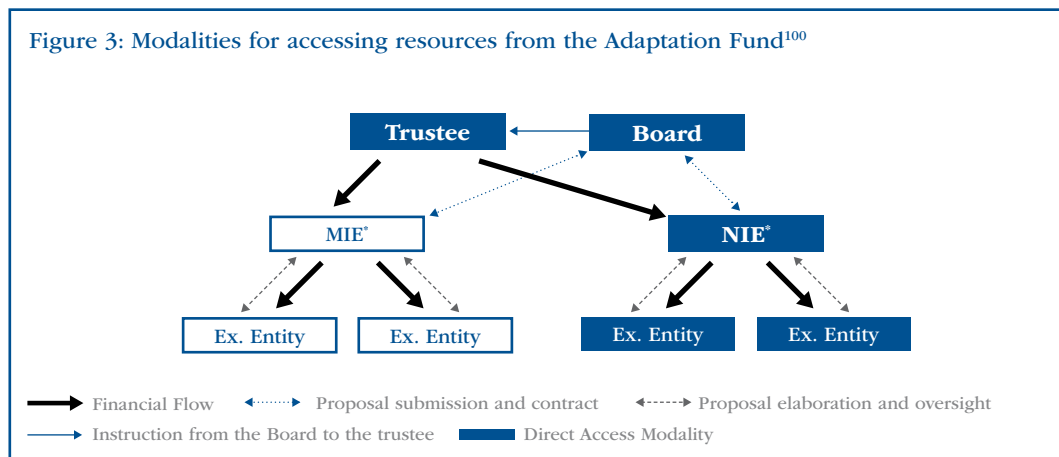 Figure 3: Modalities for accessing resources from the Adaptation Fund¹⁰⁰
Trustee
Board
MIE*
NIE*
Ex. Entity
Ex. Entity
Ex. Entity
Ex. Entity
Financial Flow
Proposal submission and contract
Proposal elaboration and oversight
Instruction from the Board to the trustee
Direct Access Modality